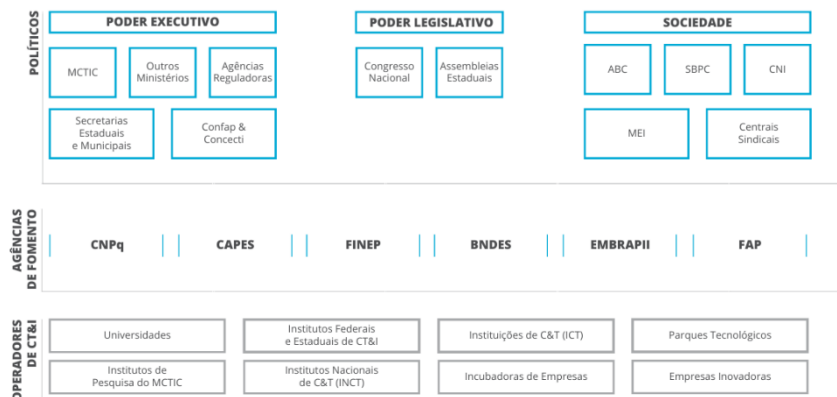 POLÍTICOS
PODER EXECUTIVO
MCTIC
Outros
Ministérios
Agências
Reguladoras
Secretarias
Estaduais
e Municipais
Confap &
Concecti
PODER LEGISLATIVO
Congresso
Nacional
Assembleias
Estaduais
SOCIEDADE
ABC
SBPC
CNI
MEI
Centrais
Sindicais
AGÊNCIAS
DE FOMENTO
CNPq
CAPES
FINEP
BNDES
EMBRAPII
FAP
OPERADORES
DE CT&I
Universidades
Institutos Federais
e Estaduais de CT&I
Instituições de C&T (ICT)
Parques Tecnológicos
Institutos de
Pesquisa do MCTIC
Institutos Nacionais
de C&T (INCT)
Incubadoras de Empresas
Empresas Inovadoras